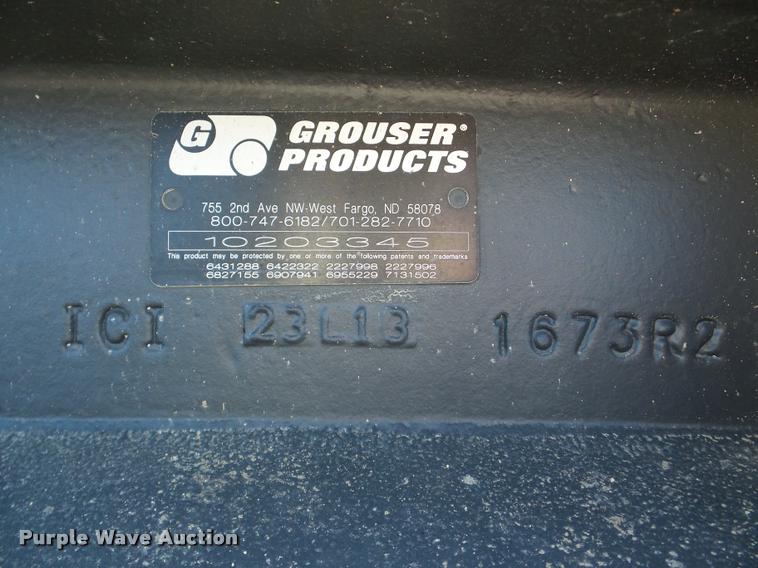 G
GROUSER®
PRODUCTS
755 2nd Ave NW-West Fargo, ND 58078
800-747-6182/701-282-7710
10203345
This product may be protected by one or more of the following patents and trademarks
6431288 6422322 2227998 2227995
6827155 6907941 6955229 7131502
ICI 23L13 1673R2
Purple Wave Auction®